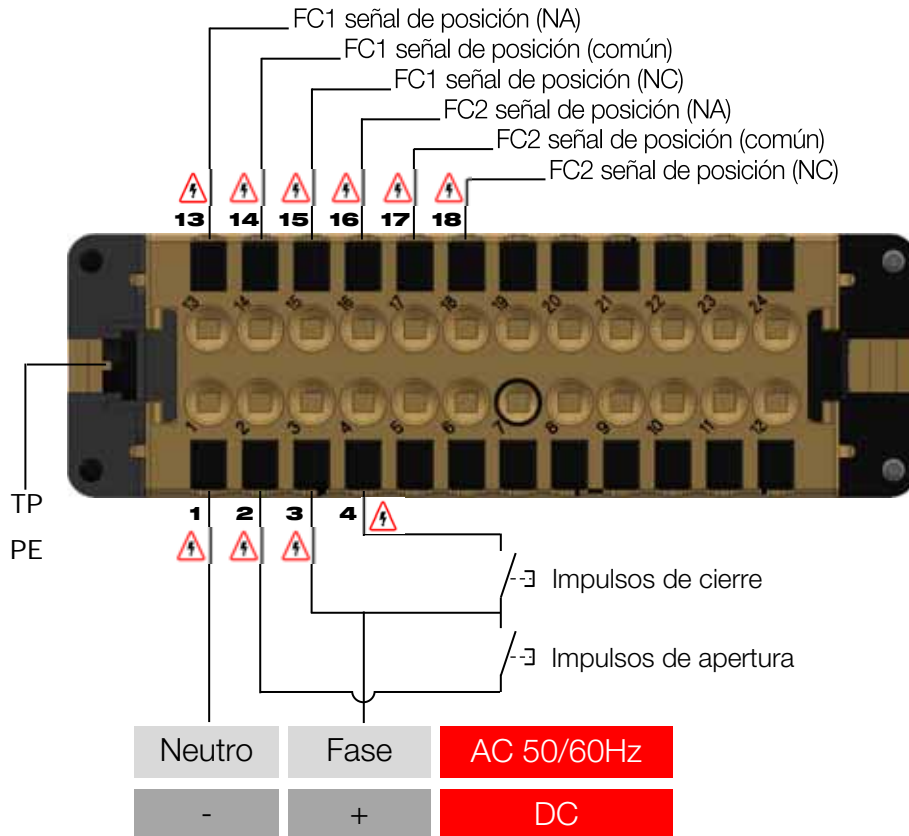 FC1 señal de posición (NA)
FC1 señal de posición (común)
FC1 señal de posición (NC)
FC2 señal de posición (NA)
FC2 señal de posición (común)
FC2 señal de posición (NC)
13 14 15 16 17 18
13 14 15 16 17 18 19 20 21 22 23 24
1 2 3 4 5 6 7 8 9 10 11 12
TP
PE
1 2 3 4
Impulsos de cierre
Impulsos de apertura
Neutro Fase AC 50/60Hz
- + DC